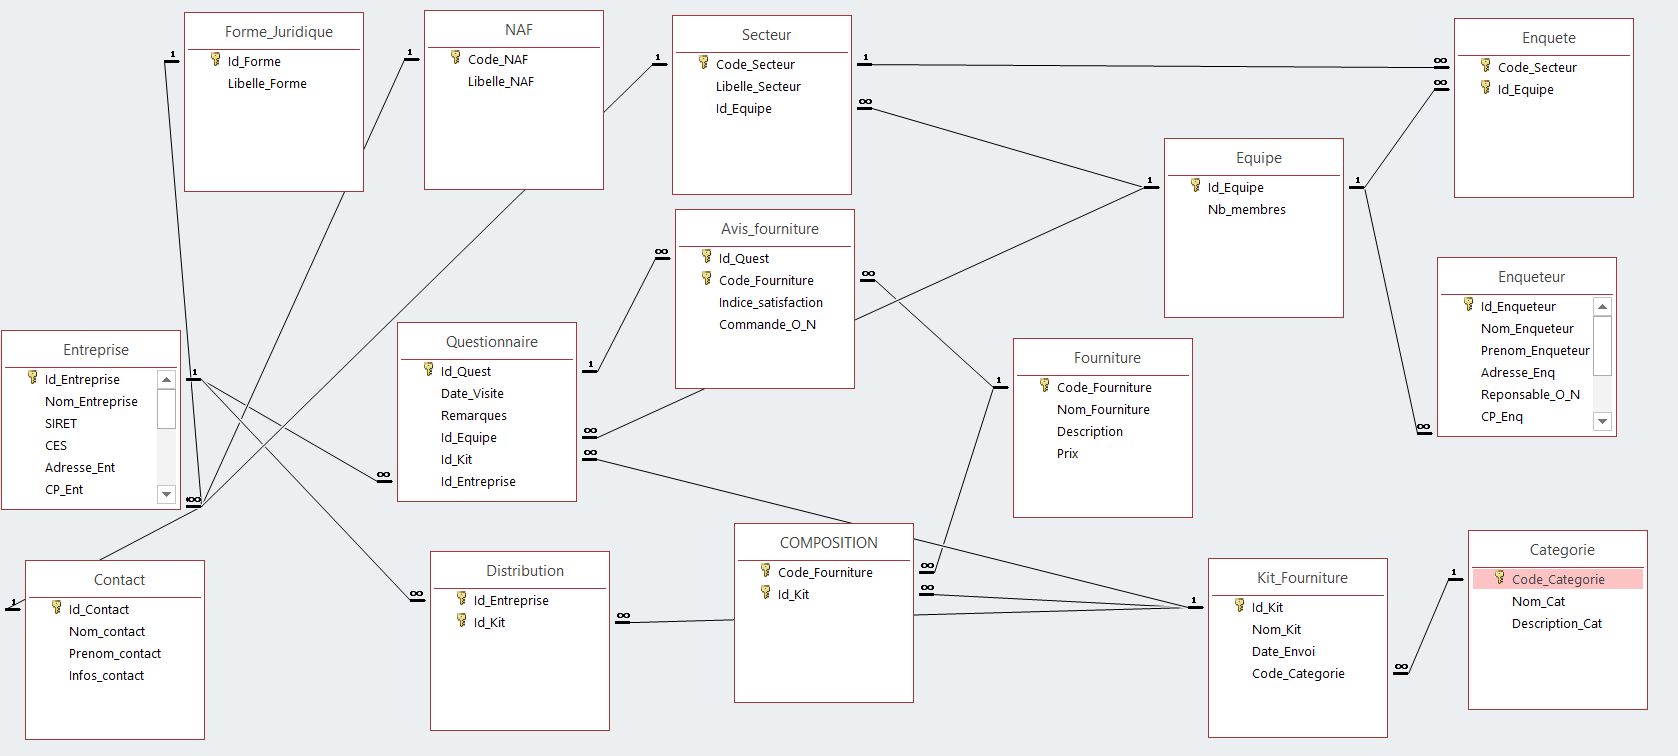 Forme_Juridique
Id_Forme
Libelle_Forme
NAF
Code_NAF
Libelle_NAF
Secteur
Code_Secteur
Libelle_Secteur
Id_Equipe
Enquete
Code_Secteur
Id_Equipe
Equipe
Id_Equipe
Nb_membres
Avis_fourniture
Id_Quest
Code_Fourniture
Indice_satisfaction
Commande_O_N
Enqueteur
Id_Enqueteur
Nom_Enqueteur
Prenom_Enqueteur
Adresse_Enq
Reponsable_O_N
CP_Enq
Entreprise
Id_Entreprise
Nom_Entreprise
SIRET
CES
Adresse_Ent
CP_Ent
Questionnaire
Id_Quest
Date_Visite
Remarques
Id_Equipe
Id_Kit
Id_Entreprise
Fourniture
Code_Fourniture
Nom_Fourniture
Description
Prix
Contact
Id_Contact
Nom_contact
Prenom_contact
Infos_contact
Distribution
Id_Entreprise
Id_Kit
COMPOSITION
Code_Fourniture
Id_Kit
Kit_Fourniture
Id_Kit
Nom_Kit
Date_Envoi
Code_Categorie
Categorie
Code_Categorie
Nom_Cat
Description_Cat
1
1
1
1
∞
∞
∞
1
1
∞
∞
1
∞
1
∞
1
∞
∞
1
∞
∞
1
∞
∞
∞
∞
1
1
∞